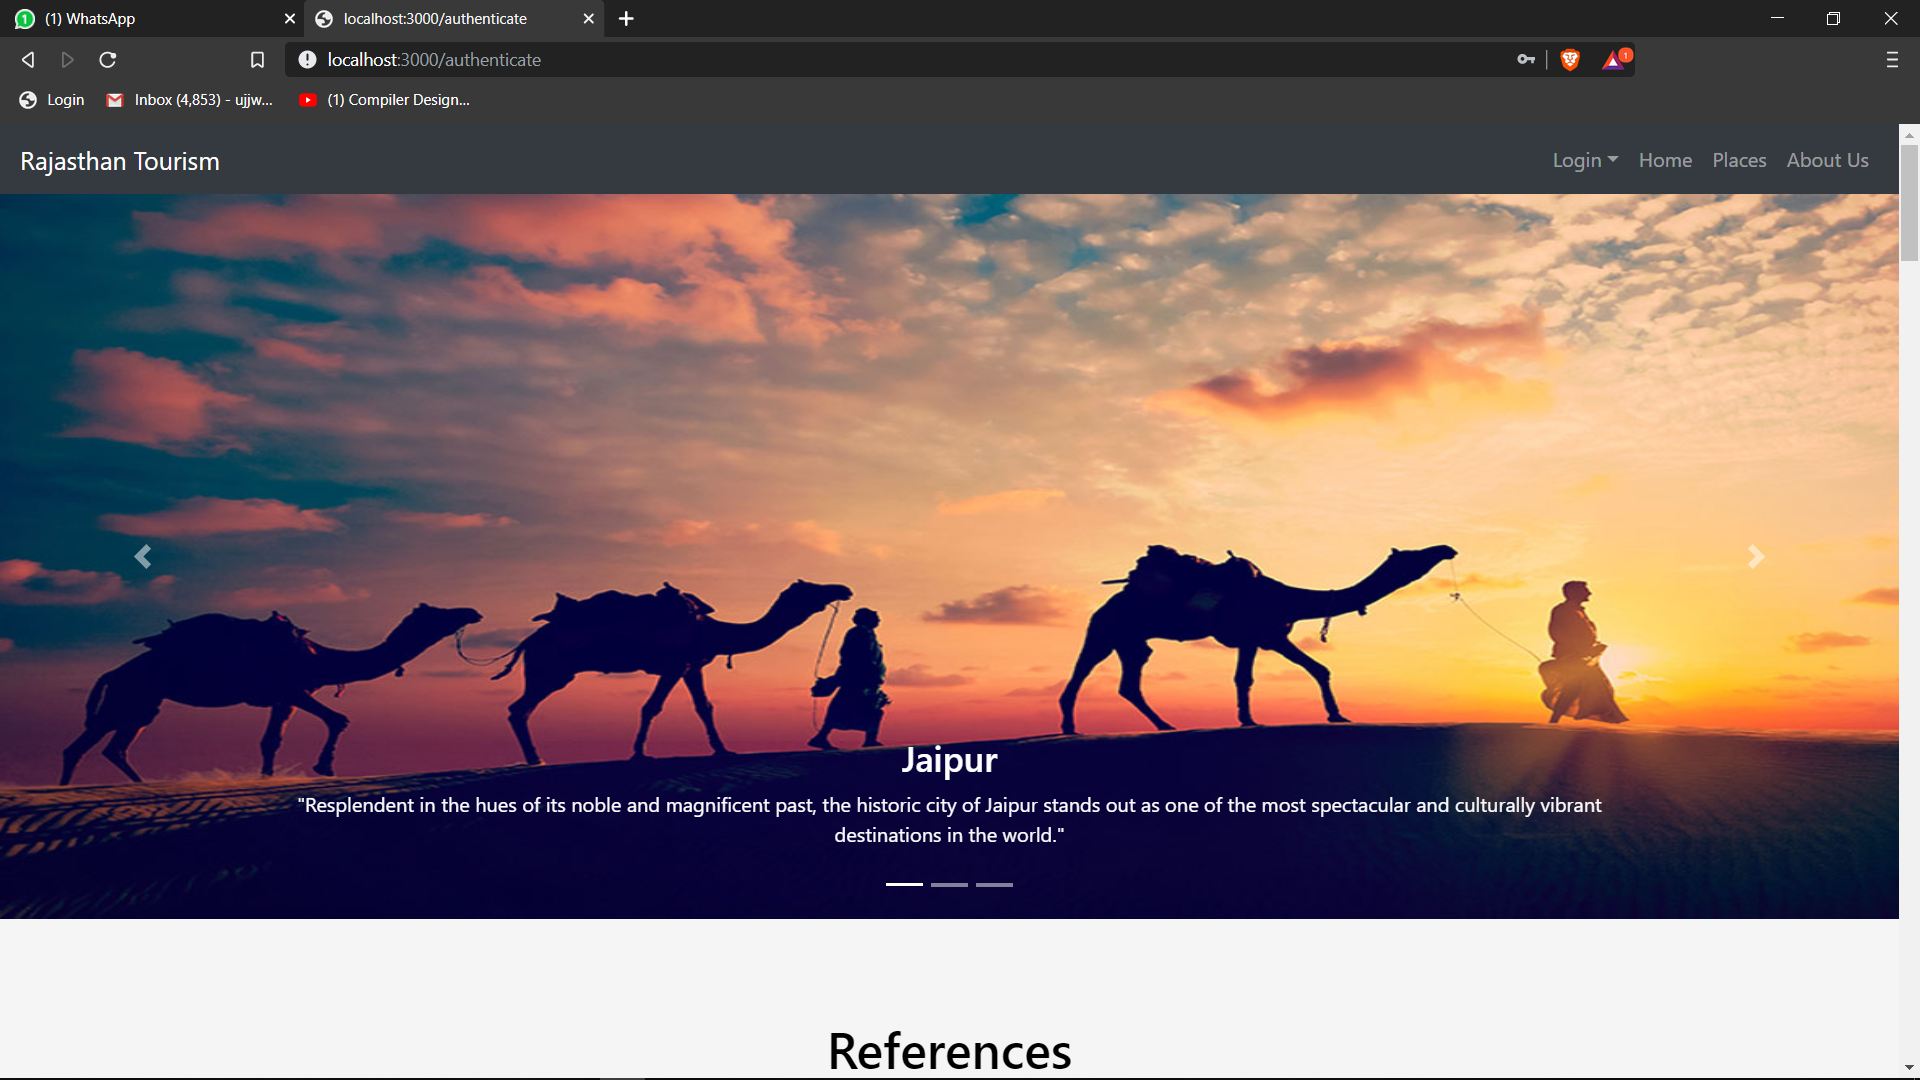 (1) WhatsApp
localhost:3000/authenticate
localhost:3000/authenticate
1
Login
Inbox (4,853) - ujjw...
(1) Compiler Design...
Rajasthan Tourism
Login
Home
Places
About Us
Jaipur
"Resplendent in the hues of its noble and magnificent past, the historic city of Jaipur stands out as one of the most spectacular and culturally vibrant
destinations in the world."
References